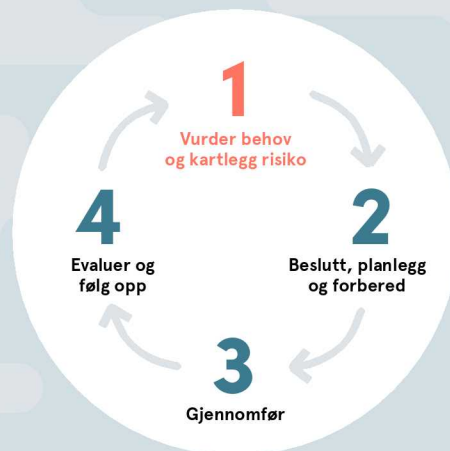 1
Vurder behov
og kartlegg risiko
2
Beslutt, planlegg
og forbered
3
Gjennomfør
4
Evaluer og
følg opp